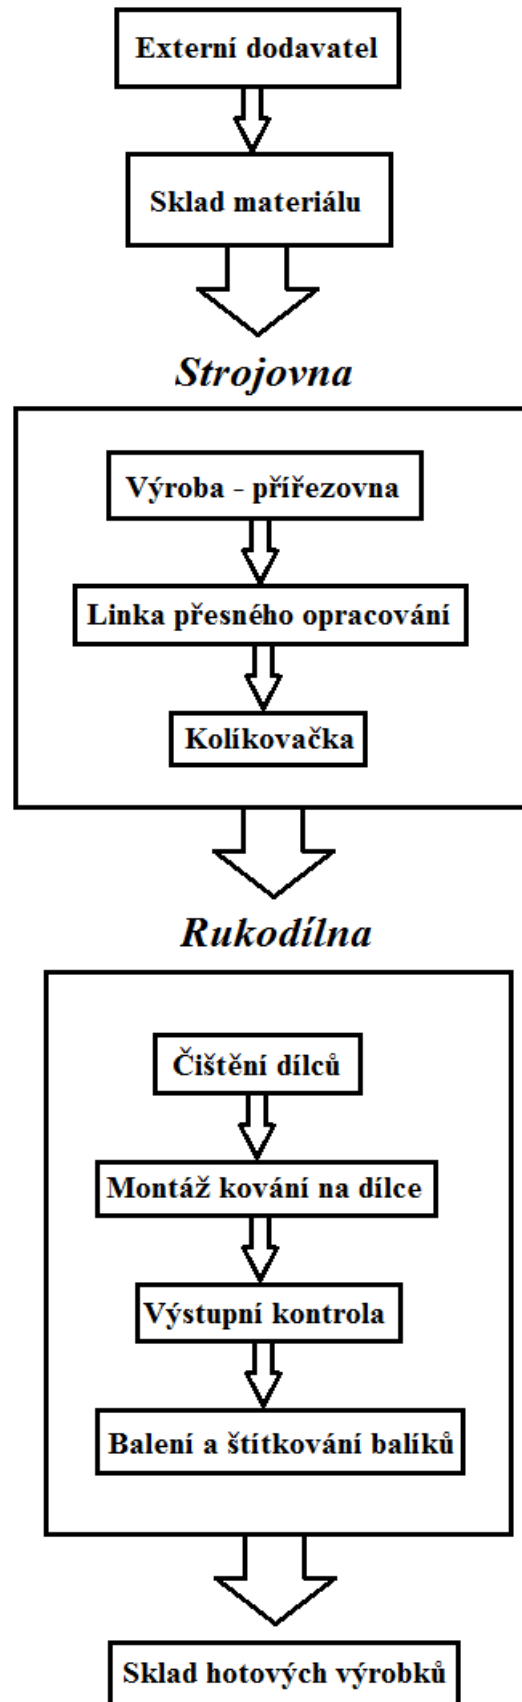 Externí dodavatel
Sklad materiálu
Strojovna
Výroba - přířezovna
Linka přesného opracování
Kolíkovačka
Rukodílna
Čištění dílců
Montáž kování na dílce
Výstupní kontrola
Balení a štítkování balíků
Sklad hotových výrobků